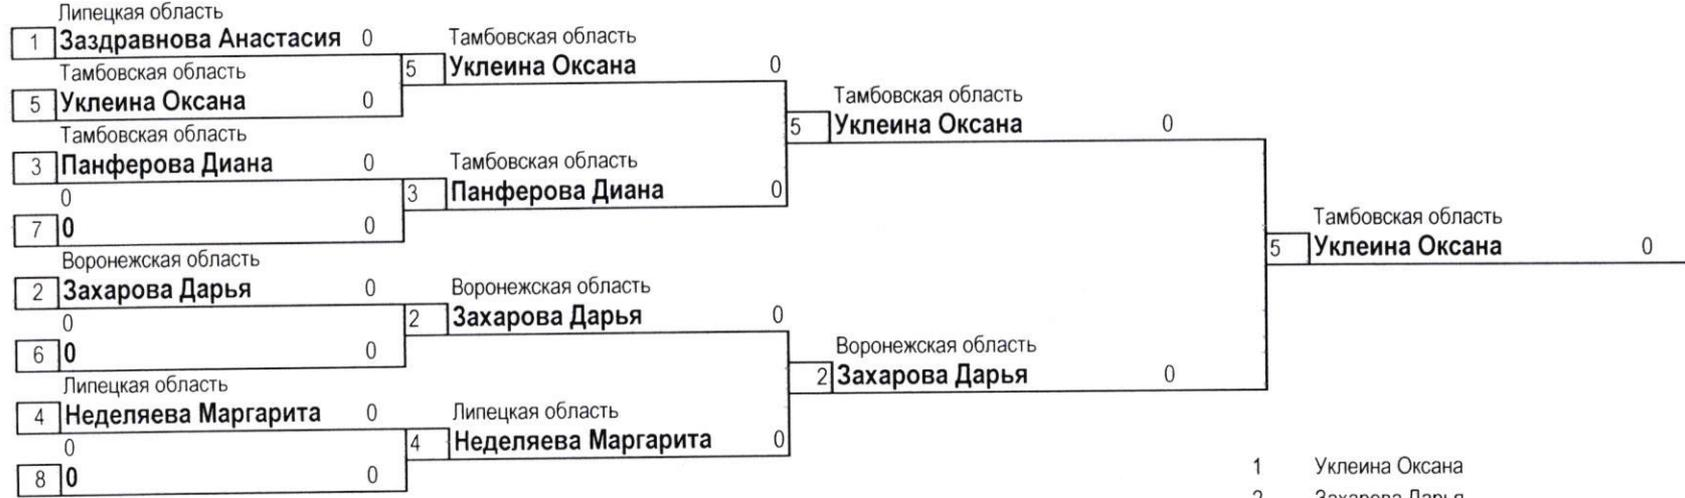 Липецкая область
1 Заздравнова Анастасия 0
Тамбовская область
5 Уклеина Оксана 0
Тамбовская область
3 Панферова Диана 0
0
7 0 0
Воронежская область
2 Захарова Дарья 0
0
6 0 0
Липецкая область
4 Неделяева Маргарита 0
0
8 0 0
Тамбовская область
5 Уклеина Оксана 0
Тамбовская область
3 Панферова Диана 0
Воронежская область
2 Захарова Дарья 0
Липецкая область
4 Неделяева Маргарита 0
Тамбовская область
5 Уклеина Оксана 0
Воронежская область
2 Захарова Дарья 0
Тамбовская область
5 Уклеина Оксана 0
1 Уклеина Оксана
2 Захарова Дарья